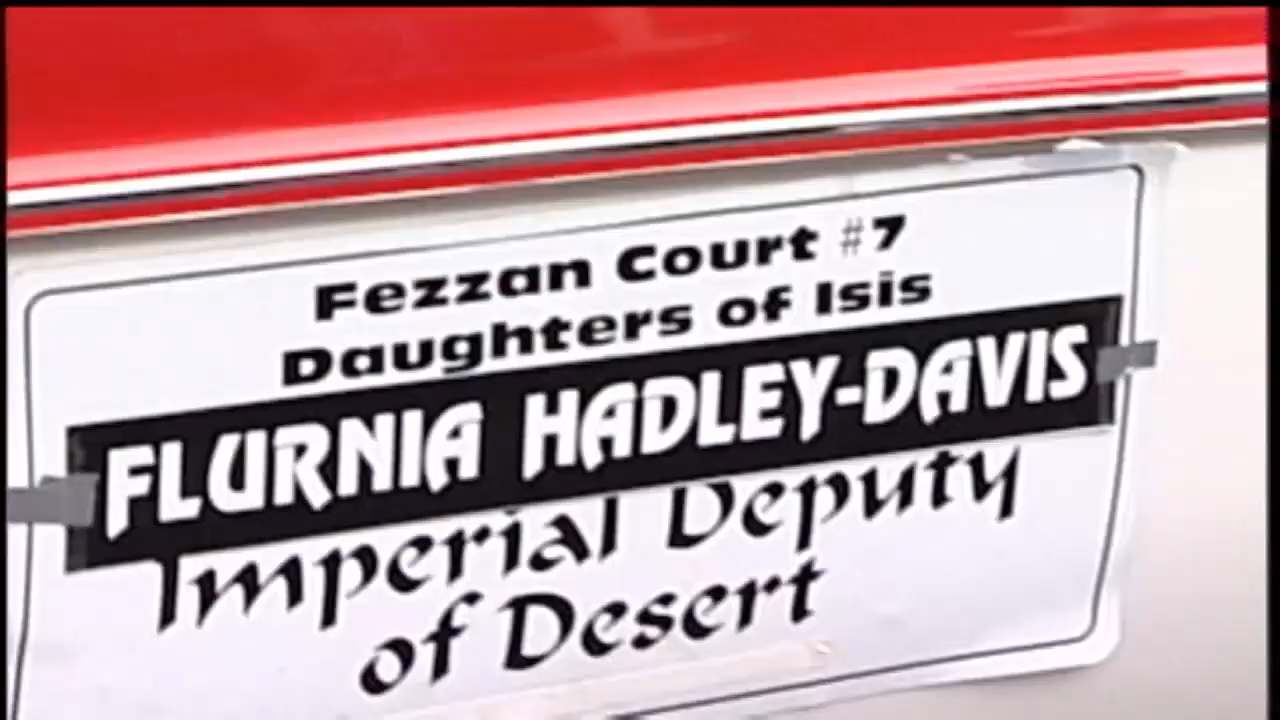 Fezzan Court #7
Daughters of Isis
FLURNIA HADLEY-DAVIS
Imperial Deputy
of Desert